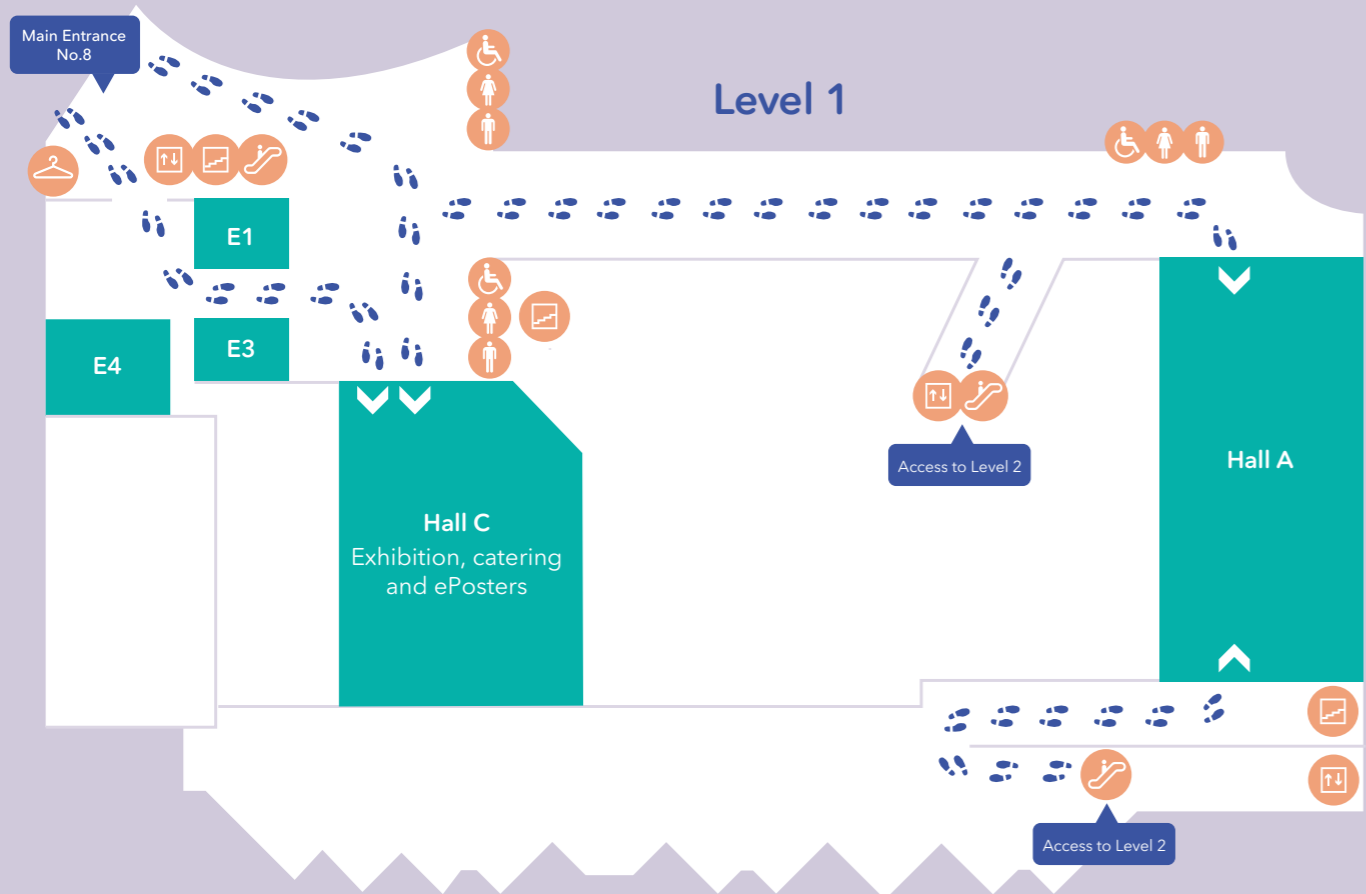 Main Entrance
No.8
Level 1
E1
E3
E4
Access to Level 2
Hall A
Hall C
Exhibition, catering
and ePosters
Access to Level 2